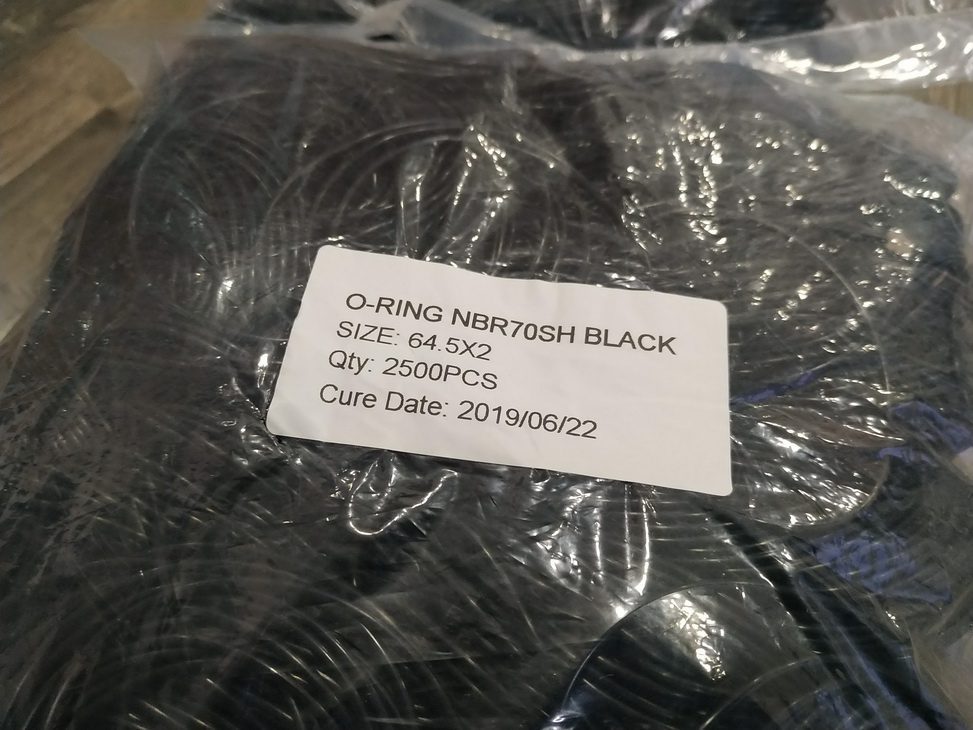 O-RING NBR70SH BLACK
SIZE: 64.5X2
Qty: 2500PCS
Cure Date: 2019/06/22